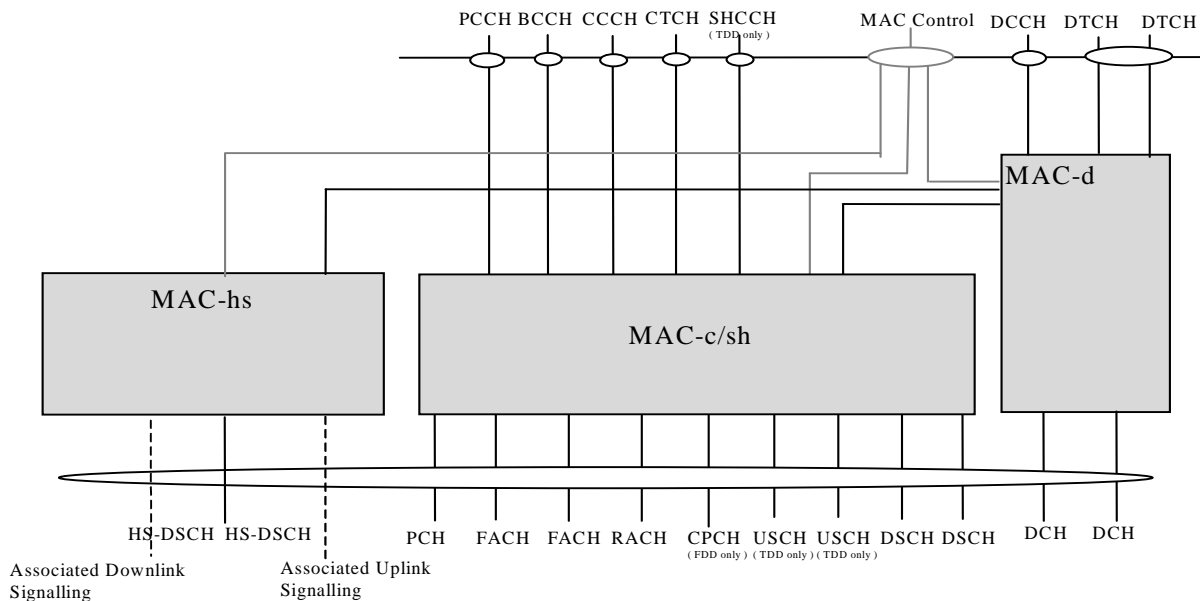 PCCH BCCH CCCH CTCH SHCCH MAC Control DCCH DTCH DTCH
( TDD only )
MAC-d
MAC-hs
MAC-c/sh
HS-DSCH HS-DSCH PCH FACH FACH RACH CPCH USCH USCH DSCH DSCH DCH DCH
( FDD only ) ( TDD only ) ( TDD only )
Associated Downlink
Signalling
Associated Uplink
Signalling